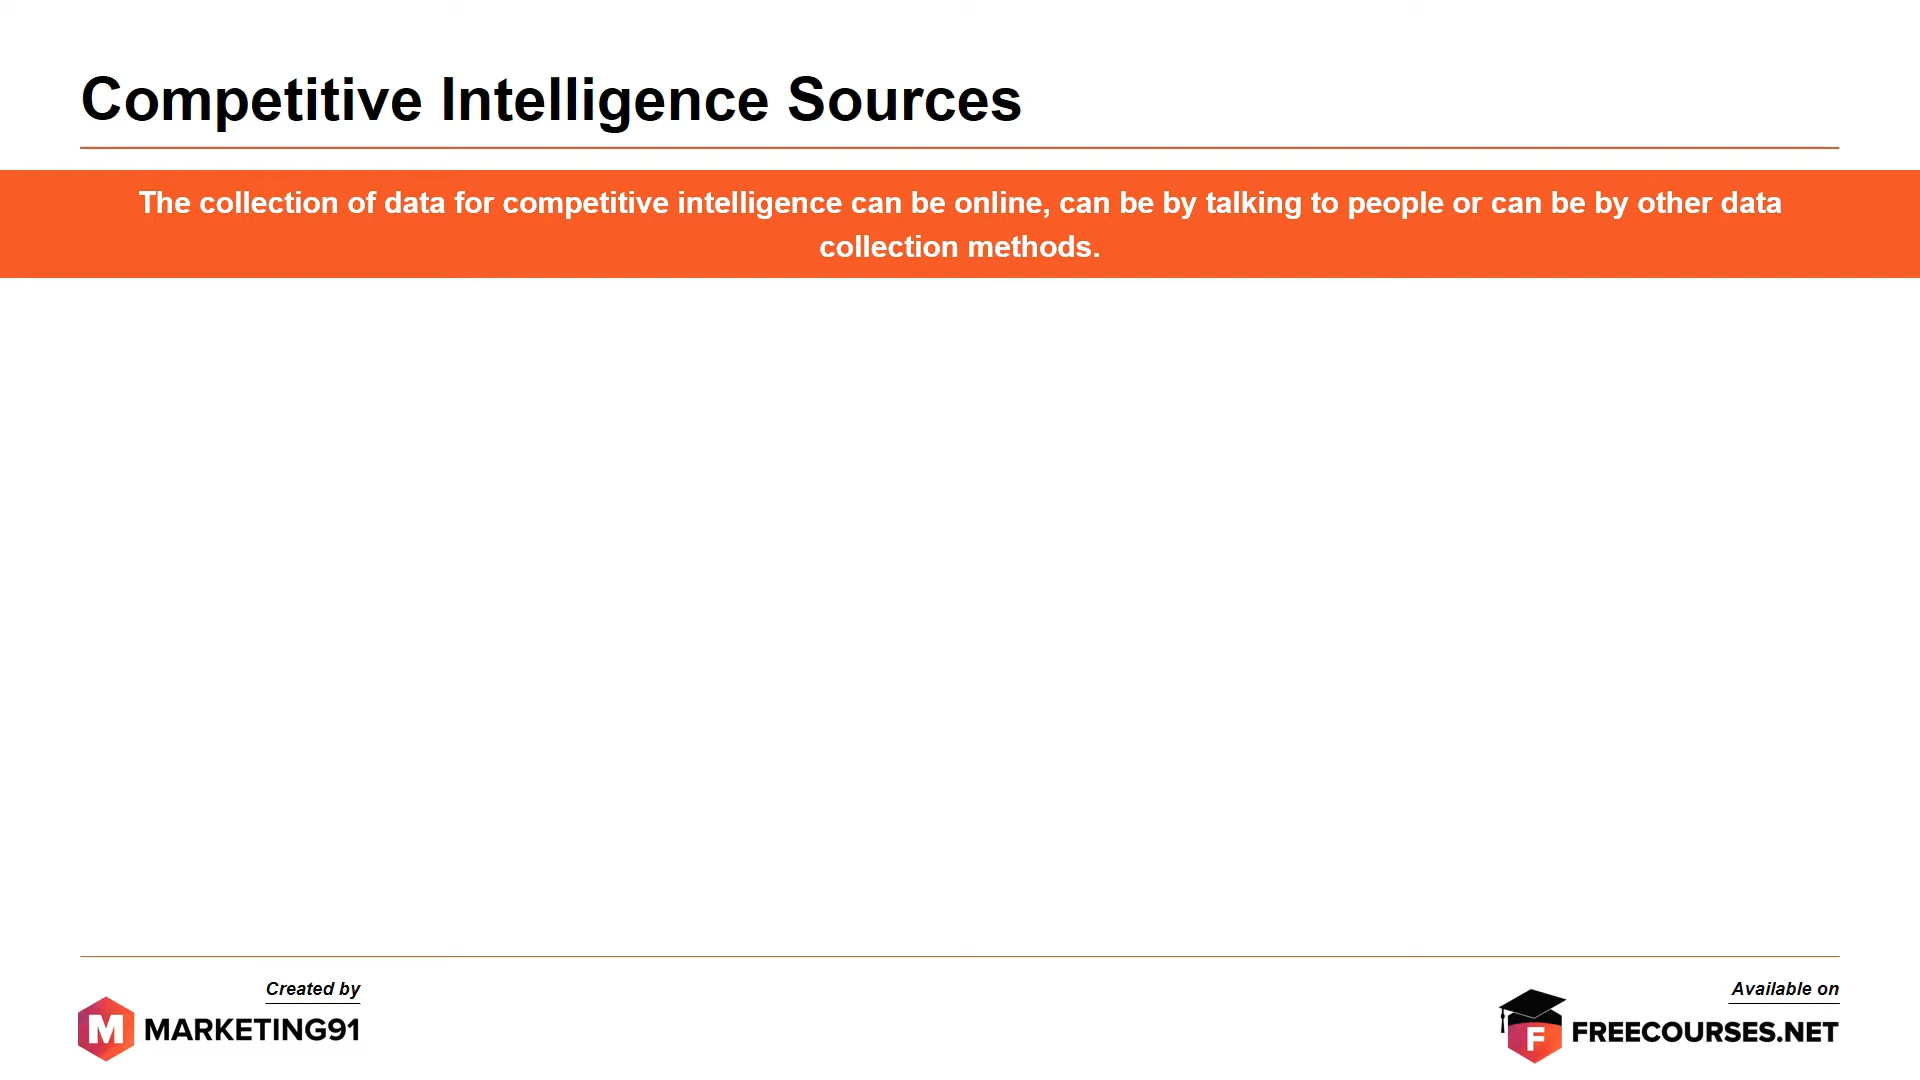 Competitive Intelligence Sources
The collection of data for competitive intelligence can be online, can be by talking to people or can be by other data
collection methods.
Created by
M MARKETING91
Available on
F FREECOURSES.NET